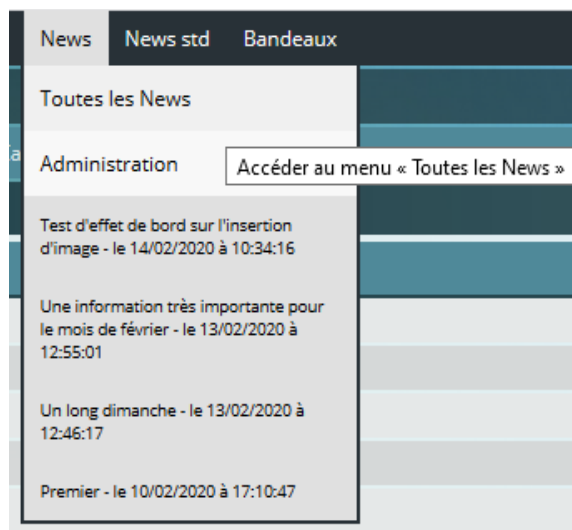 News News std Bandeaux
Toutes les News
Administration
Accéder au menu « Toutes les News »
Test d'effet de bord sur l'insertion
d'image - le 14/02/2020 à 10:34:16
Une information très importante pour
le mois de février - le 13/02/2020 à
12:55:01
Un long dimanche - le 13/02/2020 à
12:46:17
Premier - le 10/02/2020 à 17:10:47